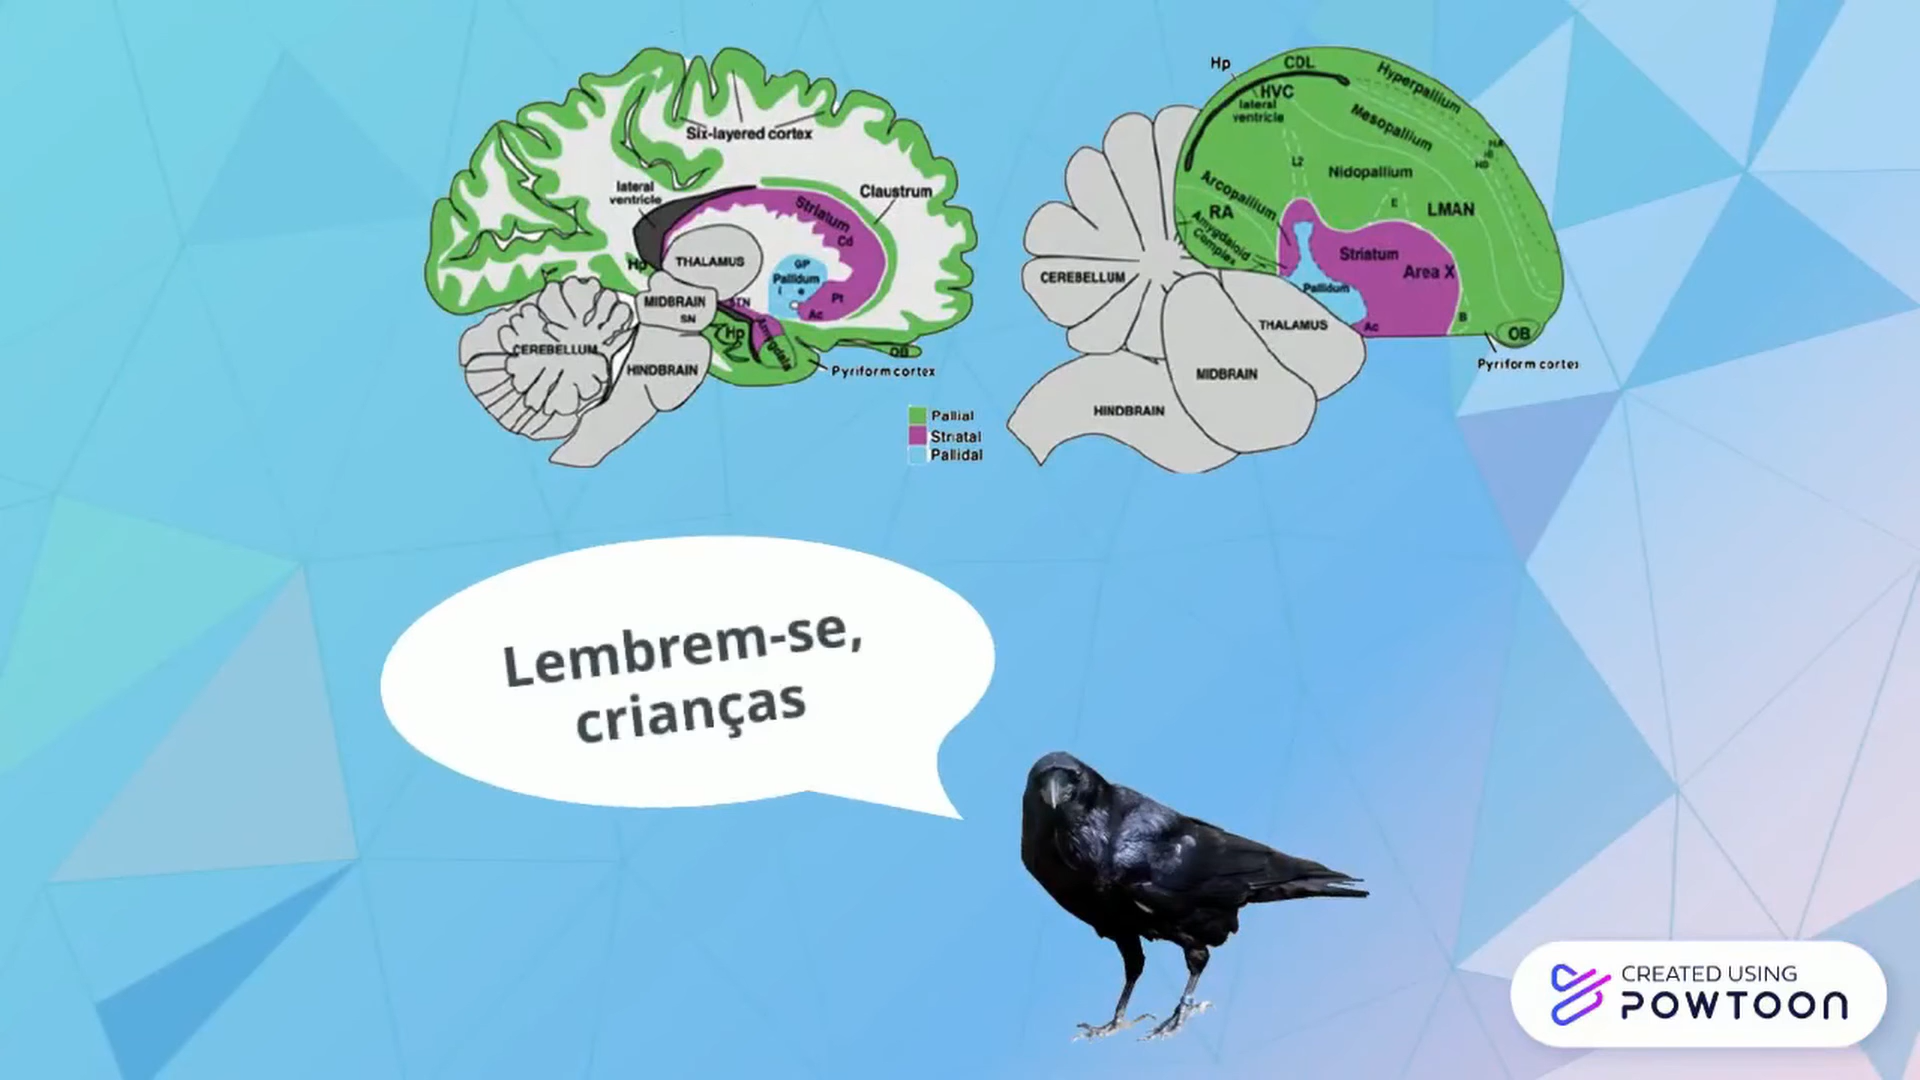 Six-layered cortex
lateral
ventricle
Claustrum
Striatum
Cd
Hp
THALAMUS
GP
Pallidum
i
MIDBRAIN
STN
Pt
SN
Ac
Hp
Amygdala
CEREBELLUM
OB
HINDBRAIN
Pyriform cortex
Pallial
Striatal
Pallidal
Hp
CDL
Hyperpallium
HVC
lateral
ventricle
Mesopallium
HA
IB
HD
L2
Nidopallium
Arcopallium
E
RA
LMAN
Amygdaloid
Complex
Striatum
Area X
CEREBELLUM
Pallidum
B
THALAMUS
Ac
OB
Pyriform cortex
MIDBRAIN
HINDBRAIN
Lembrem-se,
crianças
CREATED USING
POWTOON